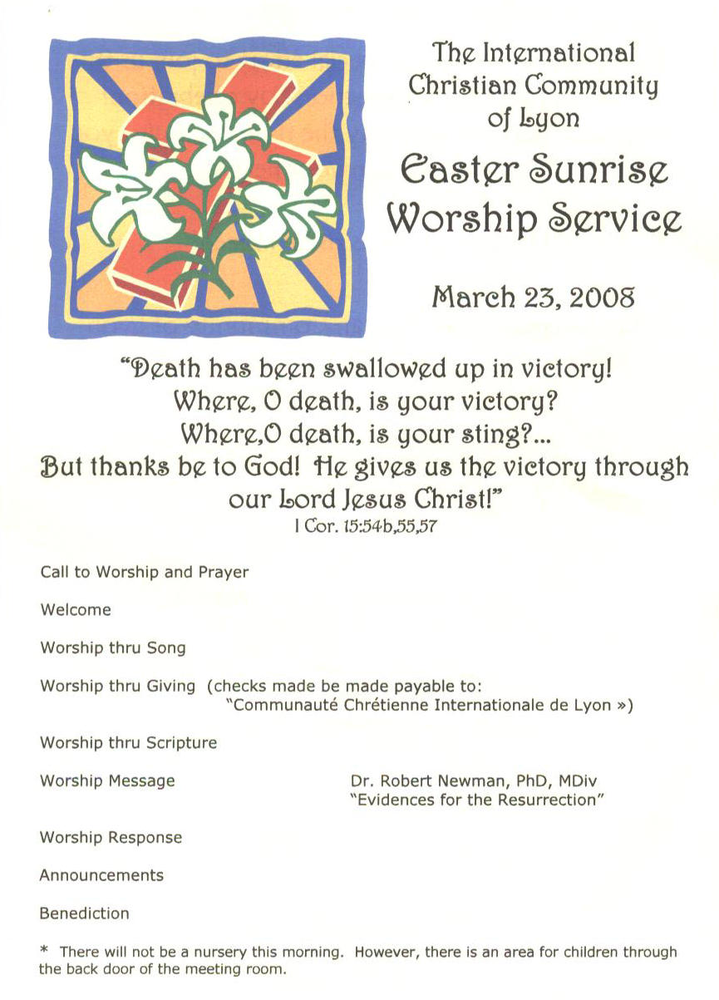 The International
Christian Community
of Lyon
Easter Sunrise
Worship Service
March 23, 2008
“Death has been swallowed up in victory!
Where, O death, is your victory?
Where,O death, is your sting?...
But thanks be to God!  He gives us the victory through
our Lord Jesus Christ!”
I Cor. 15:54b,55,57
Call to Worship and Prayer
Welcome
Worship thru Song
Worship thru Giving  (checks made be made payable to:
“Communauté Chrétienne Internationale de Lyon »)
Worship thru Scripture
Worship Message    Dr. Robert Newman, PhD, MDiv
“Evidences for the Resurrection”
Worship Response
Announcements
Benediction
*  There will not be a nursery this morning.  However, there is an area for children through
the back door of the meeting room.